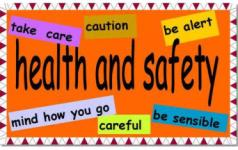 take care
caution
be alert
health and safety
mind how you go
careful
be sensible